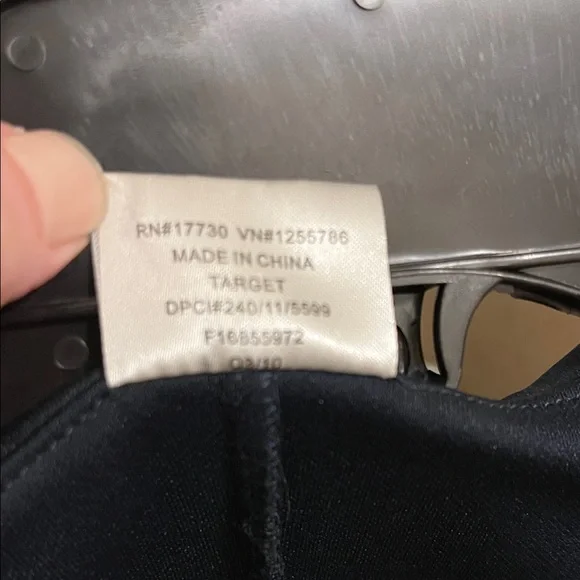 RN#17730 VN#1255786
MADE IN CHINA
TARGET
DPCI#240/11/5599
F16855972